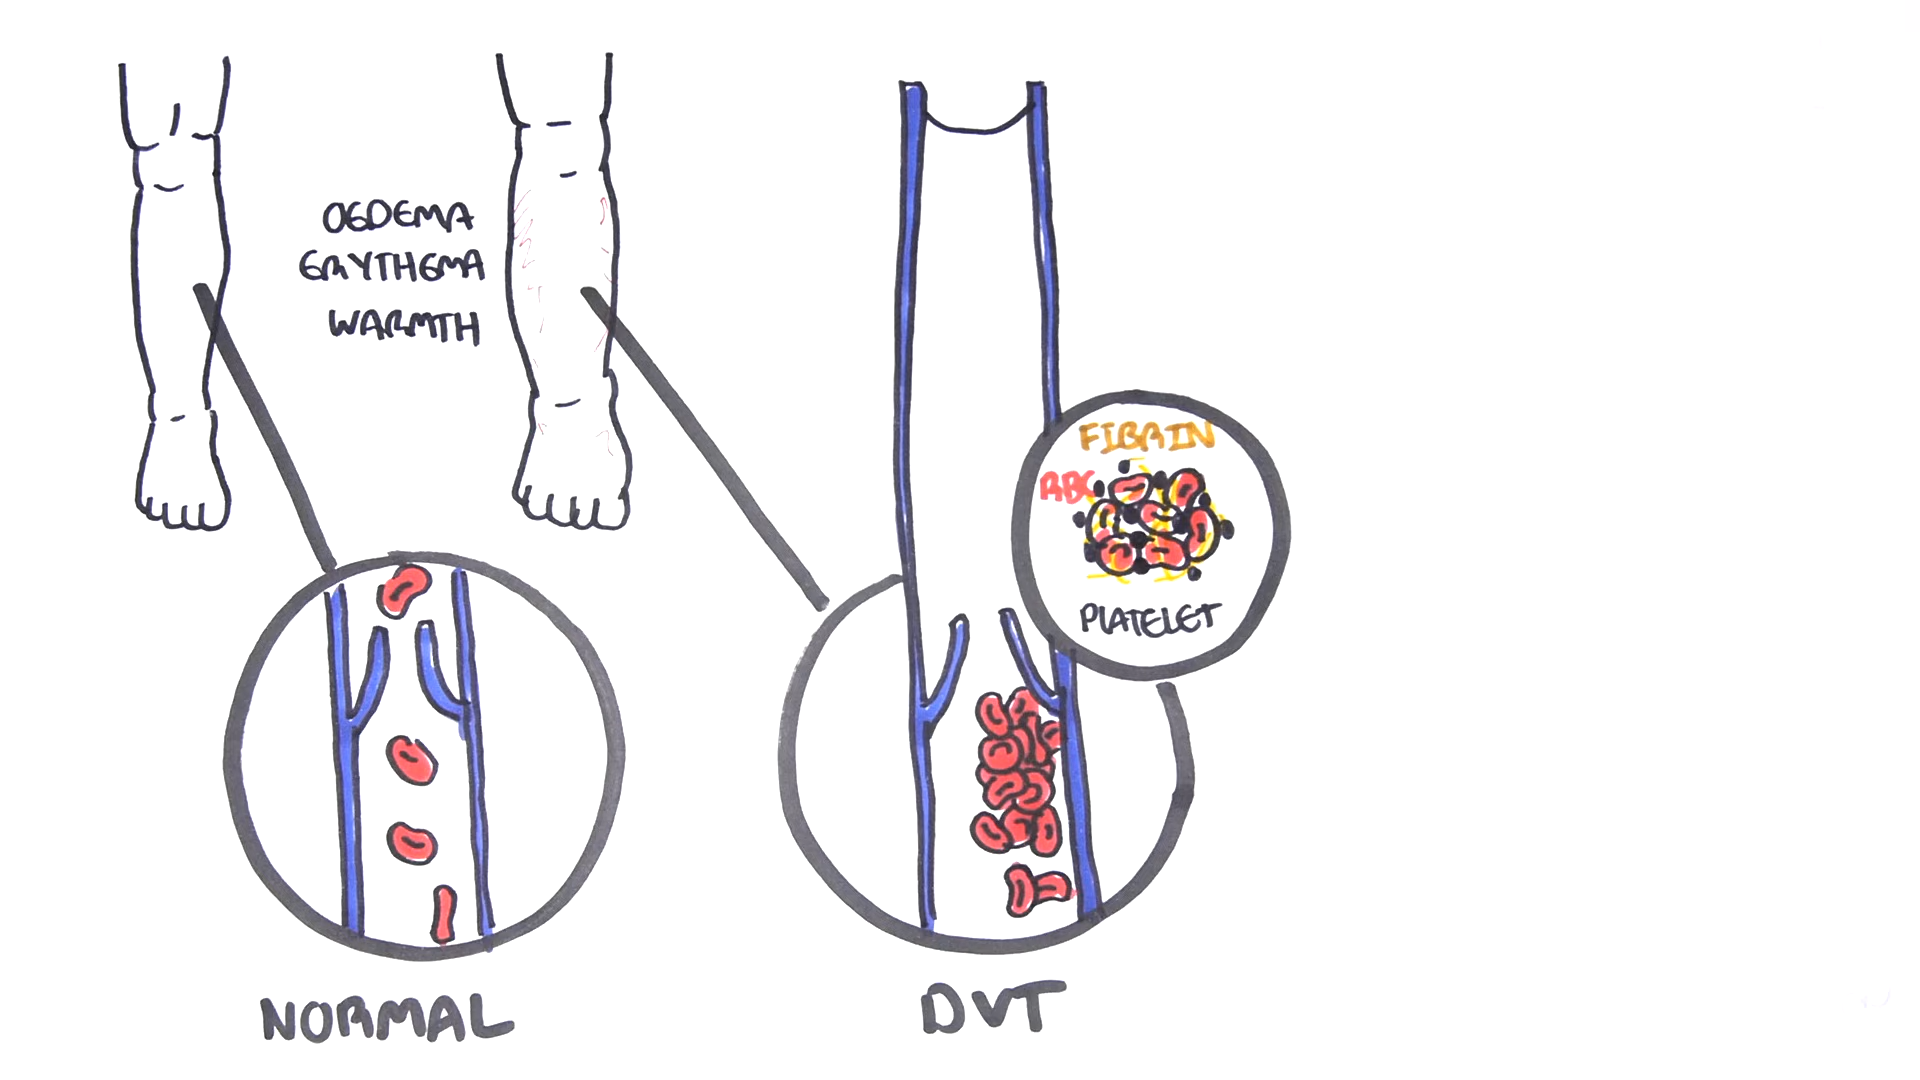 OEDEMA
ERYTHEMA
WARMTH
FIBRIN
RBC
PLATELET
NORMAL
DVT